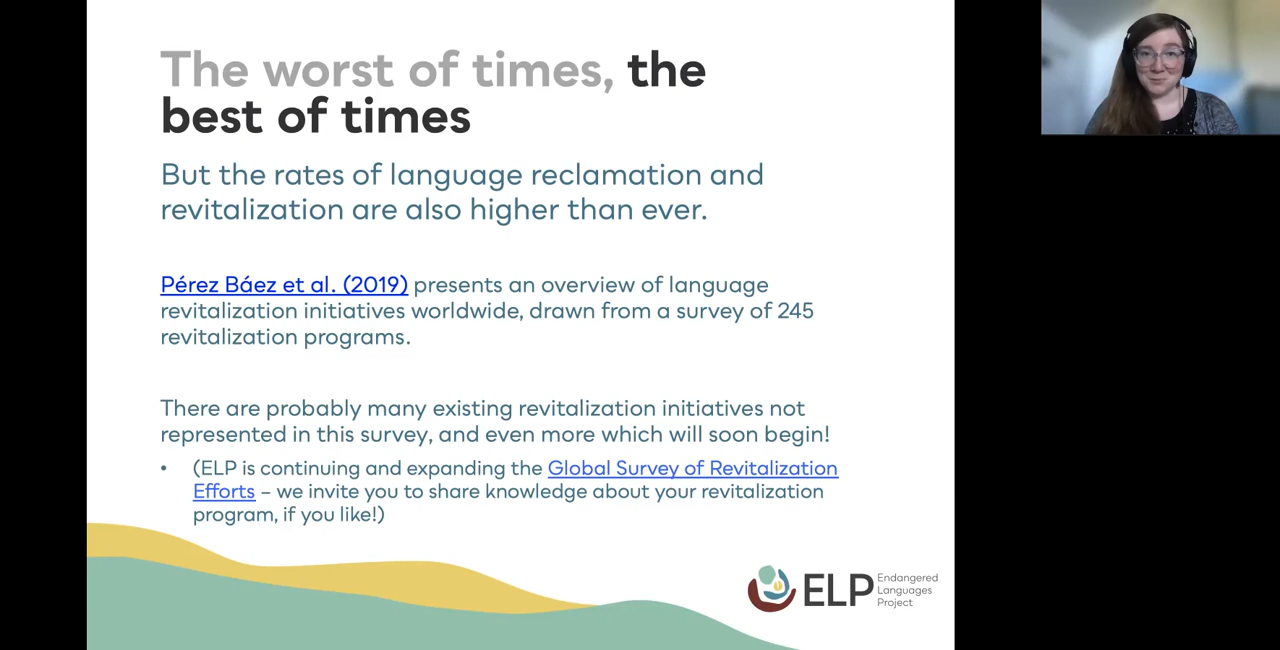 The worst of times, the
best of times
But the rates of language reclamation and
revitalization are also higher than ever.
Pérez Báez et al. (2019) presents an overview of language
revitalization initiatives worldwide, drawn from a survey of 245
revitalization programs.
There are probably many existing revitalization initiatives not
represented in this survey, and even more which will soon begin!
• (ELP is continuing and expanding the Global Survey of Revitalization
Efforts – we invite you to share knowledge about your revitalization
program, if you like!)
ELP
Endangered
Languages
Project